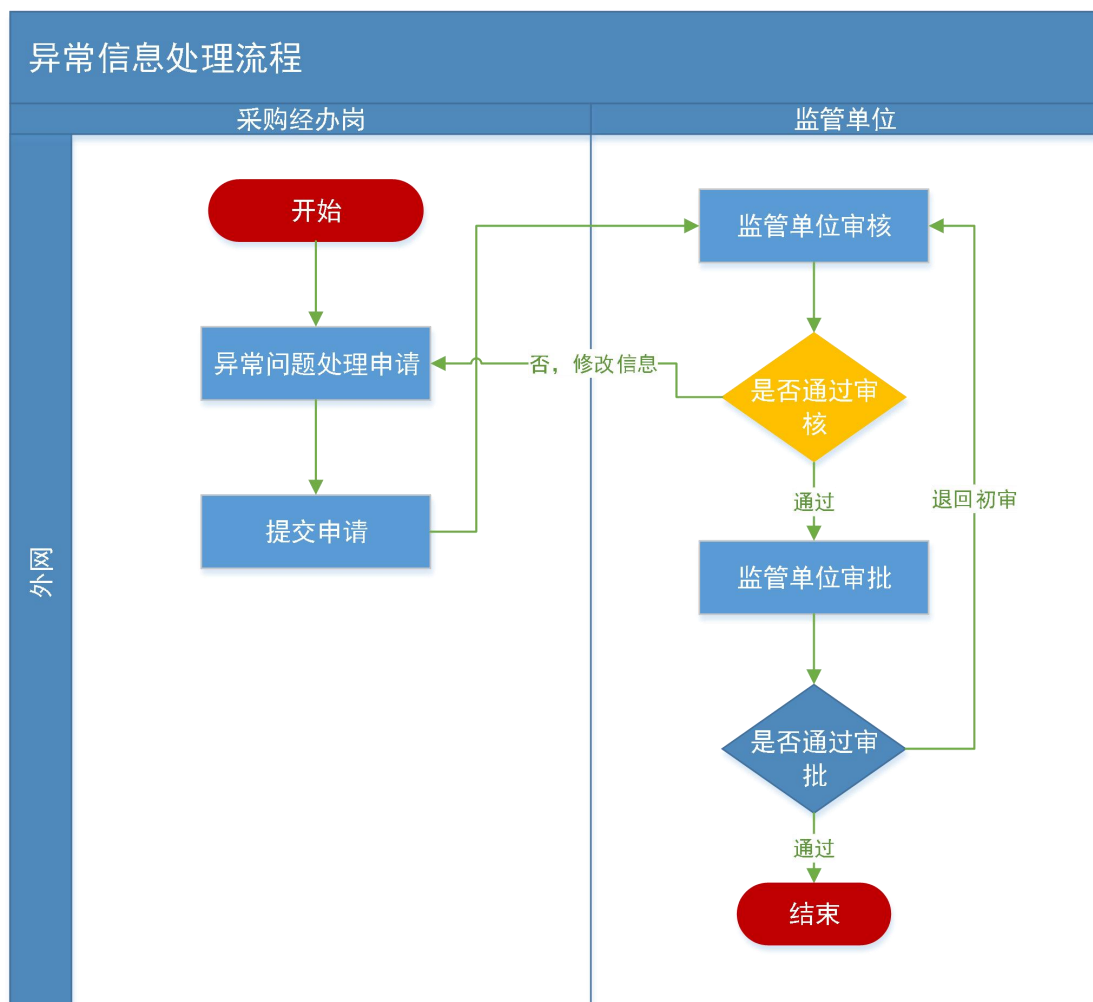 异常信息处理流程
采购经办岗
监管单位
外网
开始
异常问题处理申请
提交申请
监管单位审核
否，修改信息
是否通过审
核
通过
退回初审
监管单位审批
是否通过审
批
通过
结束